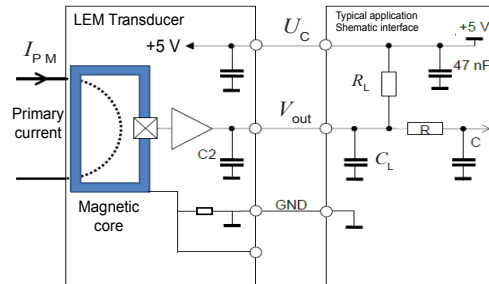 LEM Transducer
U_C
Typical application
Shematic interface
+5 V
+5 V
I_PM
47 nF
R_L
Primary
current
V_out
R
C2
C_L
C
Magnetic
core
GND